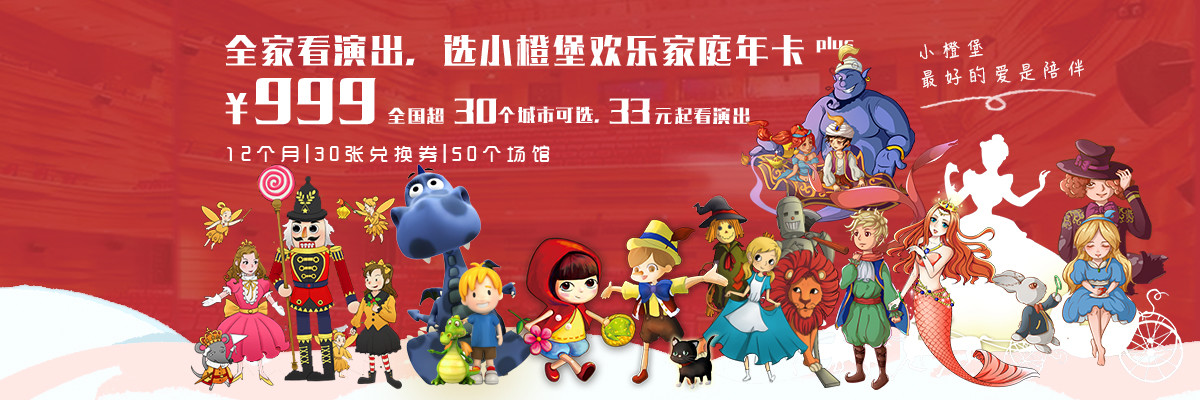 全家看演出，选小橙堡欢乐家庭年卡 plus
¥999 全国超 30个城市可选，33元起看演出
12个月|30张兑换券|50个场馆
小橙堡
最好的爱是陪伴